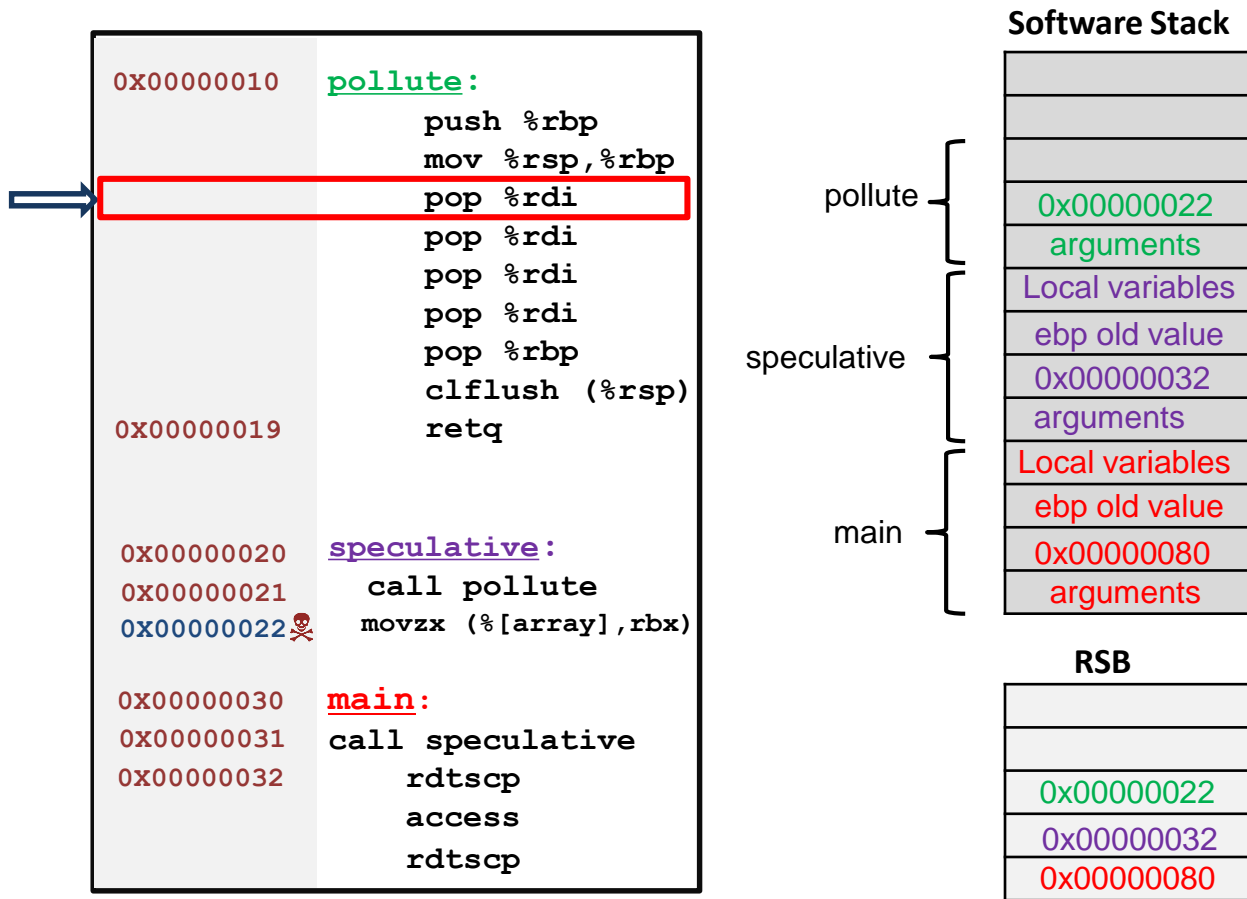 0X00000010 pollute:
push %rbp
mov %rsp,%rbp
pop %rdi
pop %rdi
pop %rdi
pop %rdi
pop %rbp
clflush (%rsp)
0X00000019 retq
0X00000020 speculative:
0X00000021 call pollute
0X00000022 movzx (%[array],rbx)
0X00000030 main:
0X00000031 call speculative
0X00000032 rdtscp
access
rdtscp
Software Stack
pollute
0x00000022
arguments
speculative
Local variables
ebp old value
0x00000032
arguments
main
Local variables
ebp old value
0x00000080
arguments
RSB
0x00000022
0x00000032
0x00000080